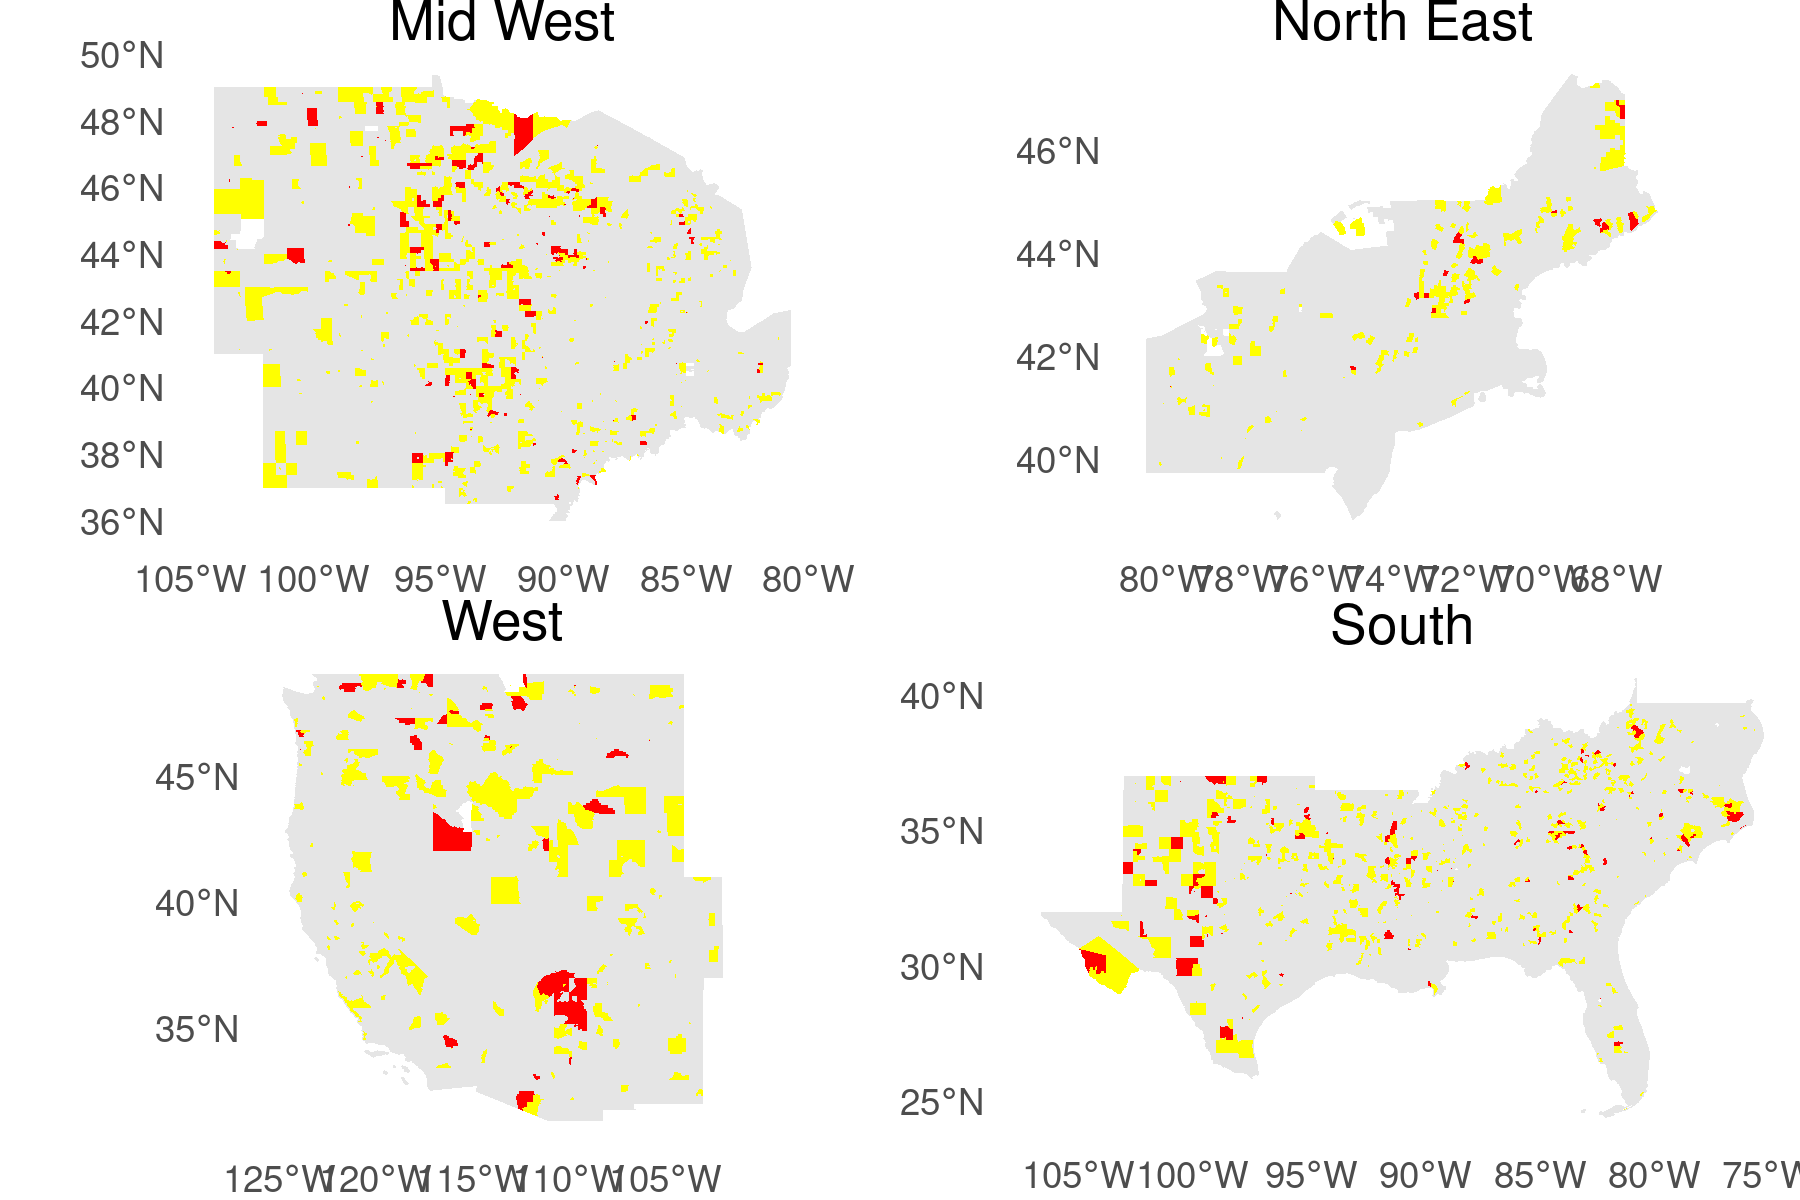 Mid West
50°N
48°N
46°N
44°N
42°N
40°N
38°N
36°N
105°W 100°W 95°W 90°W 85°W 80°W
North East
46°N
44°N
42°N
40°N
80°W 78°W 76°W 74°W 72°W 70°W 68°W
West
45°N
40°N
35°N
125°W 120°W 115°W 110°W 105°W
South
40°N
35°N
30°N
25°N
105°W 100°W 95°W 90°W 85°W 80°W 75°W